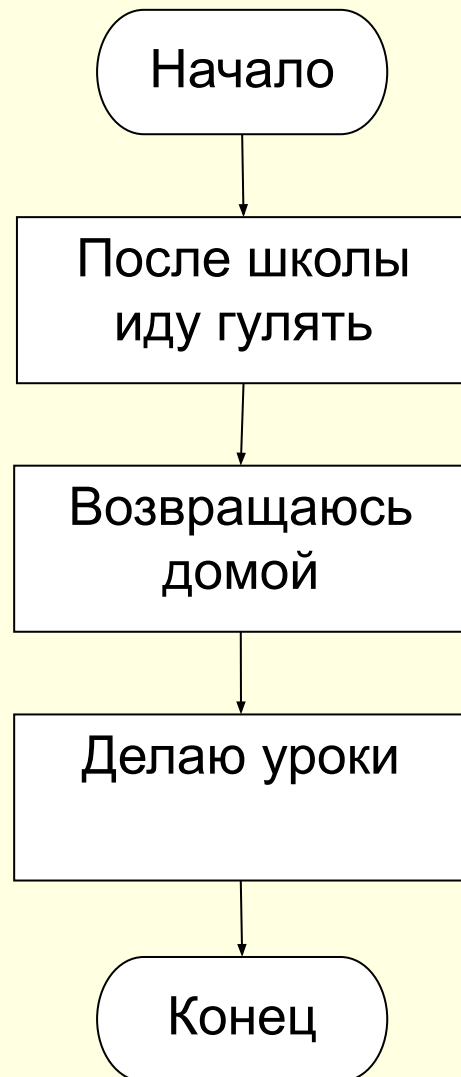 Начало
После школы
иду гулять
Возвращаюсь
домой
Делаю уроки
Конец